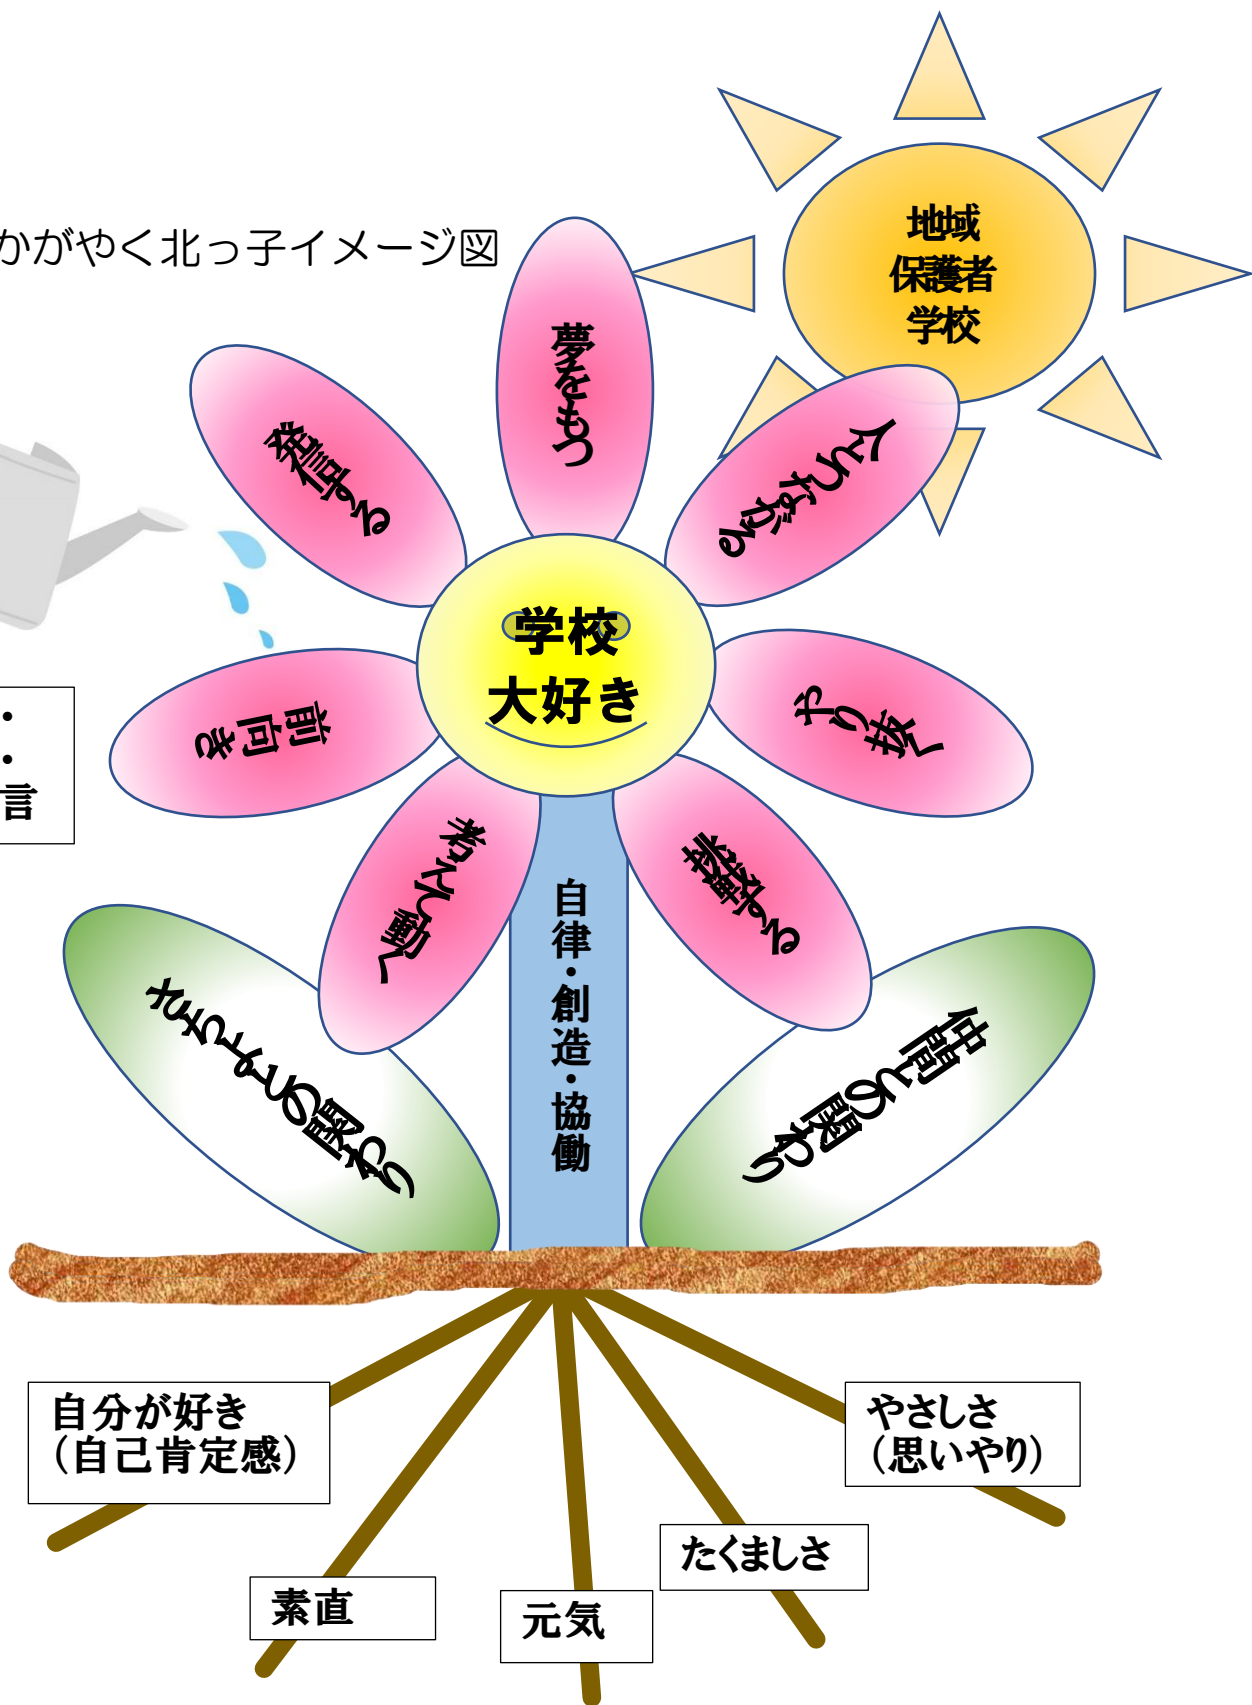 かがやく北っ子イメージ図
地域
保護者
学校
夢をもつ
発信する
人とつながる
学校
大好き
前向き
やり抜く
・
・
言
考えて動く
挑戦する
自律・創造・協働
の関わり
仲間との関わり
自分が好き
（自己肯定感）
やさしさ
（思いやり）
たくましさ
素直
元気